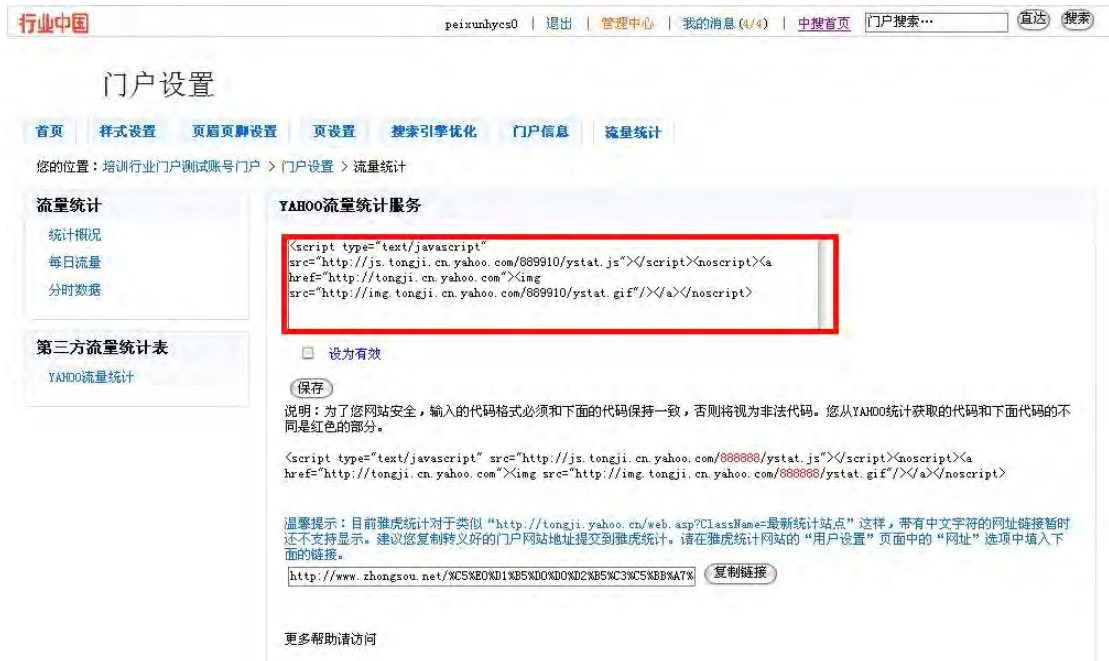 行业中国
peixunhycs0 | 退出 | 管理中心 | 我的消息(4/4) | 中搜首页 门户搜索… 直达 搜索
门户设置
首页 样式设置 页眉页脚设置 页设置 搜索引擎优化 门户信息 流量统计
您的位置：培训行业门户测试账号门户 > 门户设置 > 流量统计
流量统计
统计概况
每日流量
分时数据
第三方流量统计表
YAHOO流量统计
YAHOO流量统计服务
<script type="text/javascript"
src="http://js.tongji.cn.yahoo.com/889910/ystat.js"></script><noscript><a
href="http://tongji.cn.yahoo.com"><img
src="http://img.tongji.cn.yahoo.com/889910/ystat.gif"/></a></noscript>
设为有效
保存
说明：为了您网站安全，输入的代码格式必须和下面的代码保持一致，否则将视为非法代码。您从YAHOO统计获取的代码和下面代码的不
同是红色的部分。
<script type="text/javascript" src="http://js.tongji.cn.yahoo.com/888888/ystat.js"></script><noscript><a
href="http://tongji.cn.yahoo.com"><img src="http://img.tongji.cn.yahoo.com/888888/ystat.gif"/></a></noscript>
温馨提示：目前雅虎统计对于类似“http://tongji.yahoo.cn/web.asp?ClassName=最新统计站点”这样，带有中文字符的网址链接暂时
还不支持显示。建议您复制转义好的门户网站地址提交到雅虎统计。请在雅虎统计网站的“用户设置”页面中的“网址”选项中填入下
面的链接。
http://www.zhongsou.net/%C5%E0%D1%B5%D0%D0%D2%B5%C3%C5%BB%A7% 复制链接
更多帮助请访问